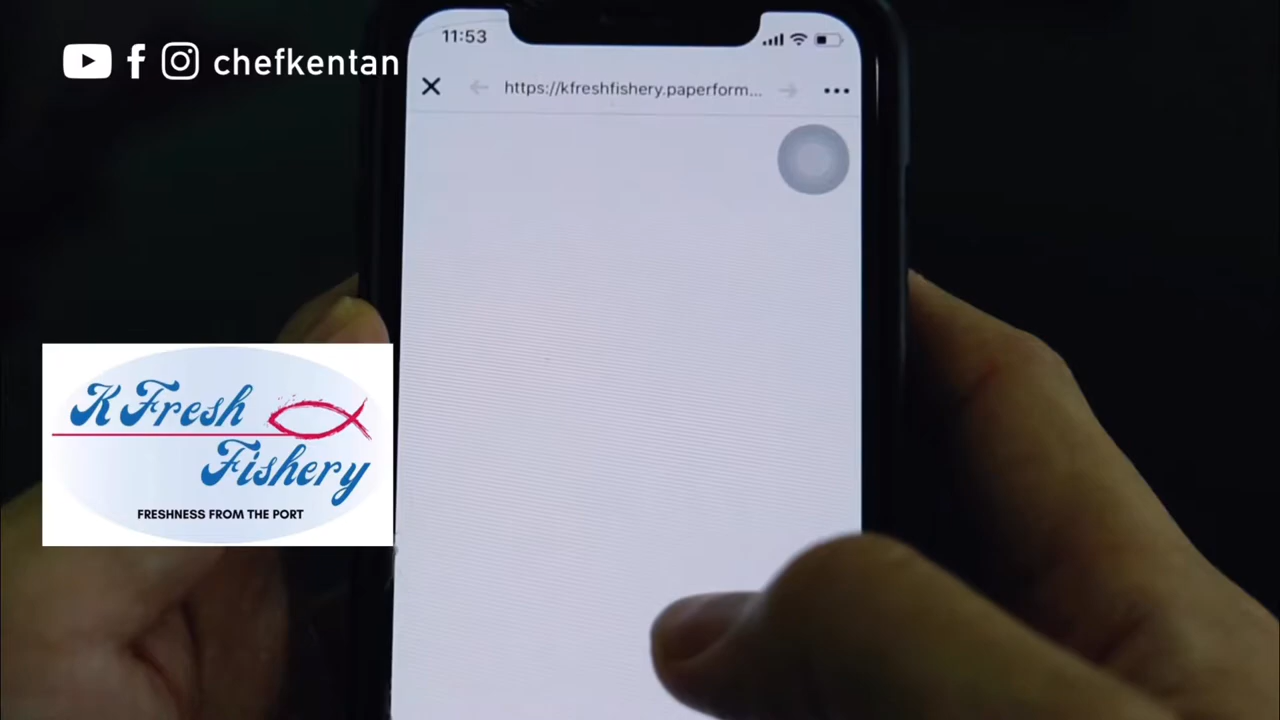 chefkentan
11:53
https://kfreshfishery.paperform...
K Fresh
Fishery
FRESHNESS FROM THE PORT